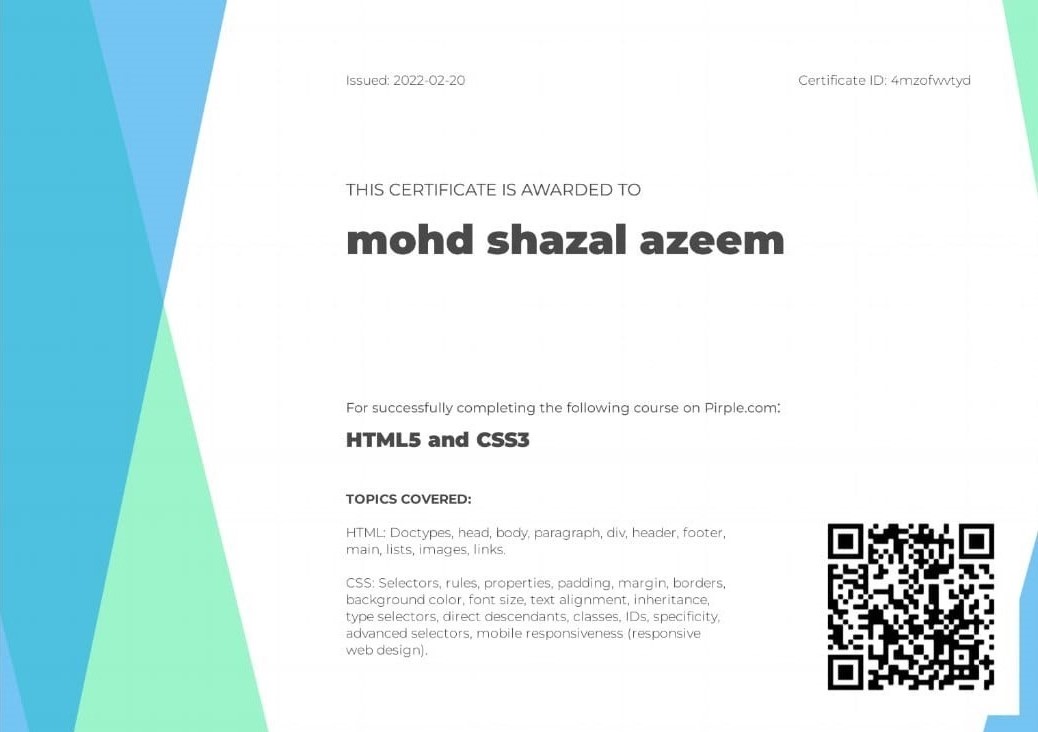 Issued: 2022-02-20
Certificate ID: 4mzofwvtyd
THIS CERTIFICATE IS AWARDED TO
mohd shazal azeem
For successfully completing the following course on Pirple.com:
HTML5 and CSS3
TOPICS COVERED:
HTML: Doctypes, head, body, paragraph, div, header, footer,
main, lists, images, links.
CSS: Selectors, rules, properties, padding, margin, borders,
background color, font size, text alignment, inheritance,
type selectors, direct descendants, classes, IDs, specificity,
advanced selectors, mobile responsiveness (responsive
web design).